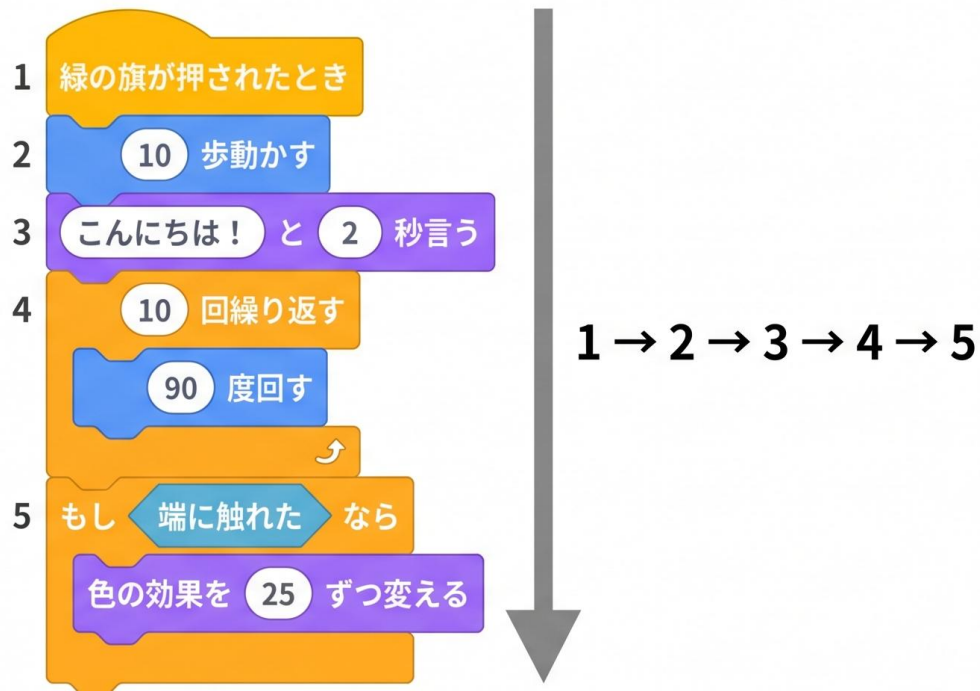 1 緑の旗が押されたとき
2 10 歩動かす
3 こんにちは！ と 2 秒言う
4 10 回繰り返す
90 度回す
5 もし 端に触れた なら
色の効果を 25 ずつ変える
1 → 2 → 3 → 4 → 5